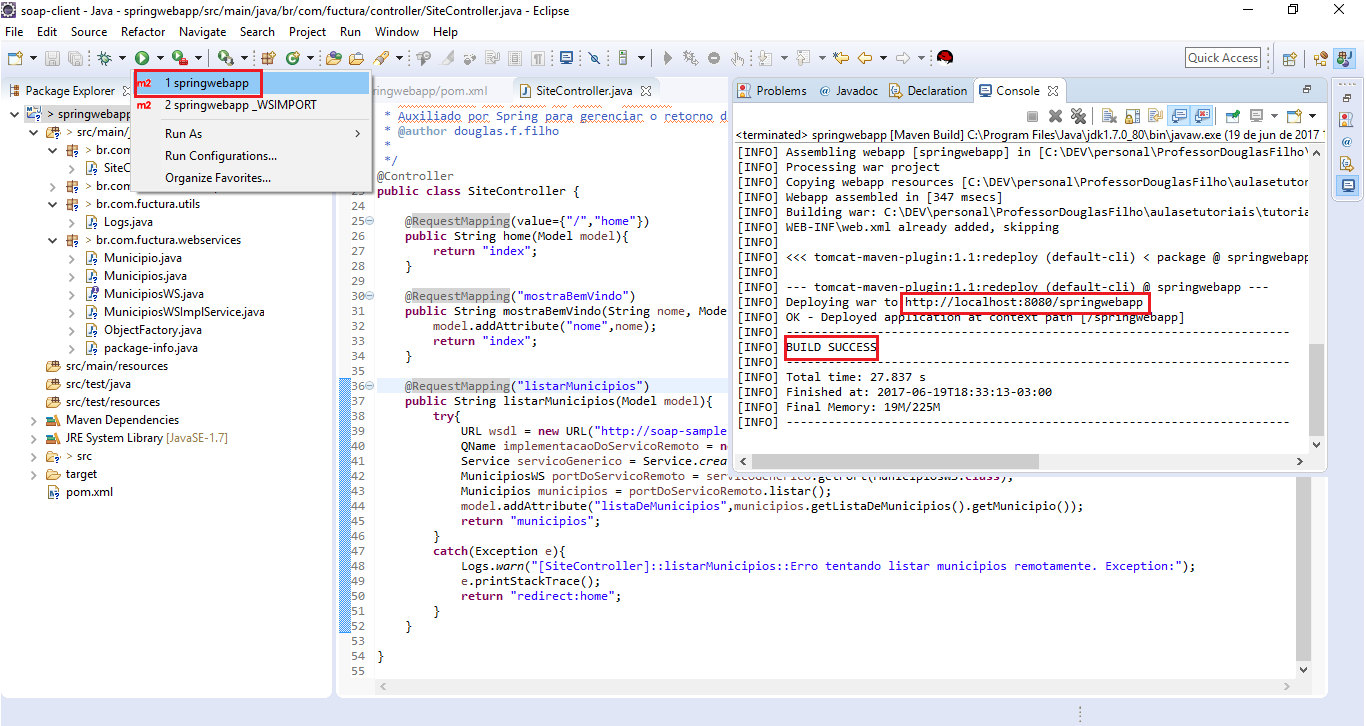 soap-client - Java - springwebapp/src/main/java/br/com/fuctura/controller/SiteController.java - Eclipse
File Edit Source Refactor Navigate Search Project Run Window Help
Quick Access
1 springwebapp
2 springwebapp _WSIMPORT
Run As
Run Configurations...
Organize Favorites...
Package Explorer
> springwebapp
> src/main/
> br.com
SiteC
> br.com
> br.com.fuctura.utils
Logs.java
> br.com.fuctura.webservices
Municipio.java
Municipios.java
MunicipiosWS.java
MunicipiosWSImplService.java
ObjectFactory.java
package-info.java
src/main/resources
src/test/java
src/test/resources
Maven Dependencies
JRE System Library [JavaSE-1.7]
> src
target
pom.xml
ringwebapp/pom.xml
SiteController.java
* Auxiliado por Spring para gerenciar o retorno d
* @author douglas.f.filho
*
*/
@Controller
public class SiteController {
24
25 @RequestMapping(value={"/","home"})
26 public String home(Model model){
27 return "index";
28 }
29
30 @RequestMapping("mostraBemVindo")
31 public String mostraBemVindo(String nome, Mode
32 model.addAttribute("nome",nome);
33 return "index";
34 }
35
36 @RequestMapping("listarMunicipios")
37 public String listarMunicipios(Model model){
38 try{
39 URL wsdl = new URL("http://soap-sample
40 QName implementacaoDoServicoRemoto = n
41 Service servicoGenerico = Service.crea
42 MunicipiosWS portDoServicoRemoto = servicoGenerico.getPort(MunicipiosWS.class);
43 Municipios municipios = portDoServicoRemoto.listar();
44 model.addAttribute("listaDeMunicipios",municipios.getListaDeMunicipios().getMunicipio());
45 return "municipios";
46 }
47 catch(Exception e){
48 Logs.warn("[SiteController]::listarMunicipios::Erro tentando listar municipios remotamente. Exception:");
49 e.printStackTrace();
50 return "redirect:home";
51 }
52 }
53
54 }
55
Problems @ Javadoc Declaration Console
<terminated> springwebapp [Maven Build] C:\Program Files\Java\jdk1.7.0_80\bin\javaw.exe (19 de jun de 2017 1
[INFO] Assembling webapp [springwebapp] in [C:\DEV\personal\ProfessorDouglasFilho\
[INFO] Processing war project
[INFO] Copying webapp resources [C:\DEV\personal\ProfessorDouglasFilho\aulasetutor
[INFO] Webapp assembled in [347 msecs]
[INFO] Building war: C:\DEV\personal\ProfessorDouglasFilho\aulasetutoriais\tutoria
[INFO] WEB-INF\web.xml already added, skipping
[INFO]
[INFO] <<< tomcat-maven-plugin:1.1:redeploy (default-cli) < package @ springwebapp
[INFO]
[INFO] --- tomcat-maven-plugin:1.1:redeploy (default-cli) @ springwebapp ---
[INFO] Deploying war to http://localhost:8080/springwebapp
[INFO] OK - Deployed application at context path [/springwebapp]
[INFO] ------------------------------------------------------------------------
[INFO] BUILD SUCCESS
[INFO] ------------------------------------------------------------------------
[INFO] Total time: 27.837 s
[INFO] Finished at: 2017-06-19T18:33:13-03:00
[INFO] Final Memory: 19M/225M
[INFO] ------------------------------------------------------------------------